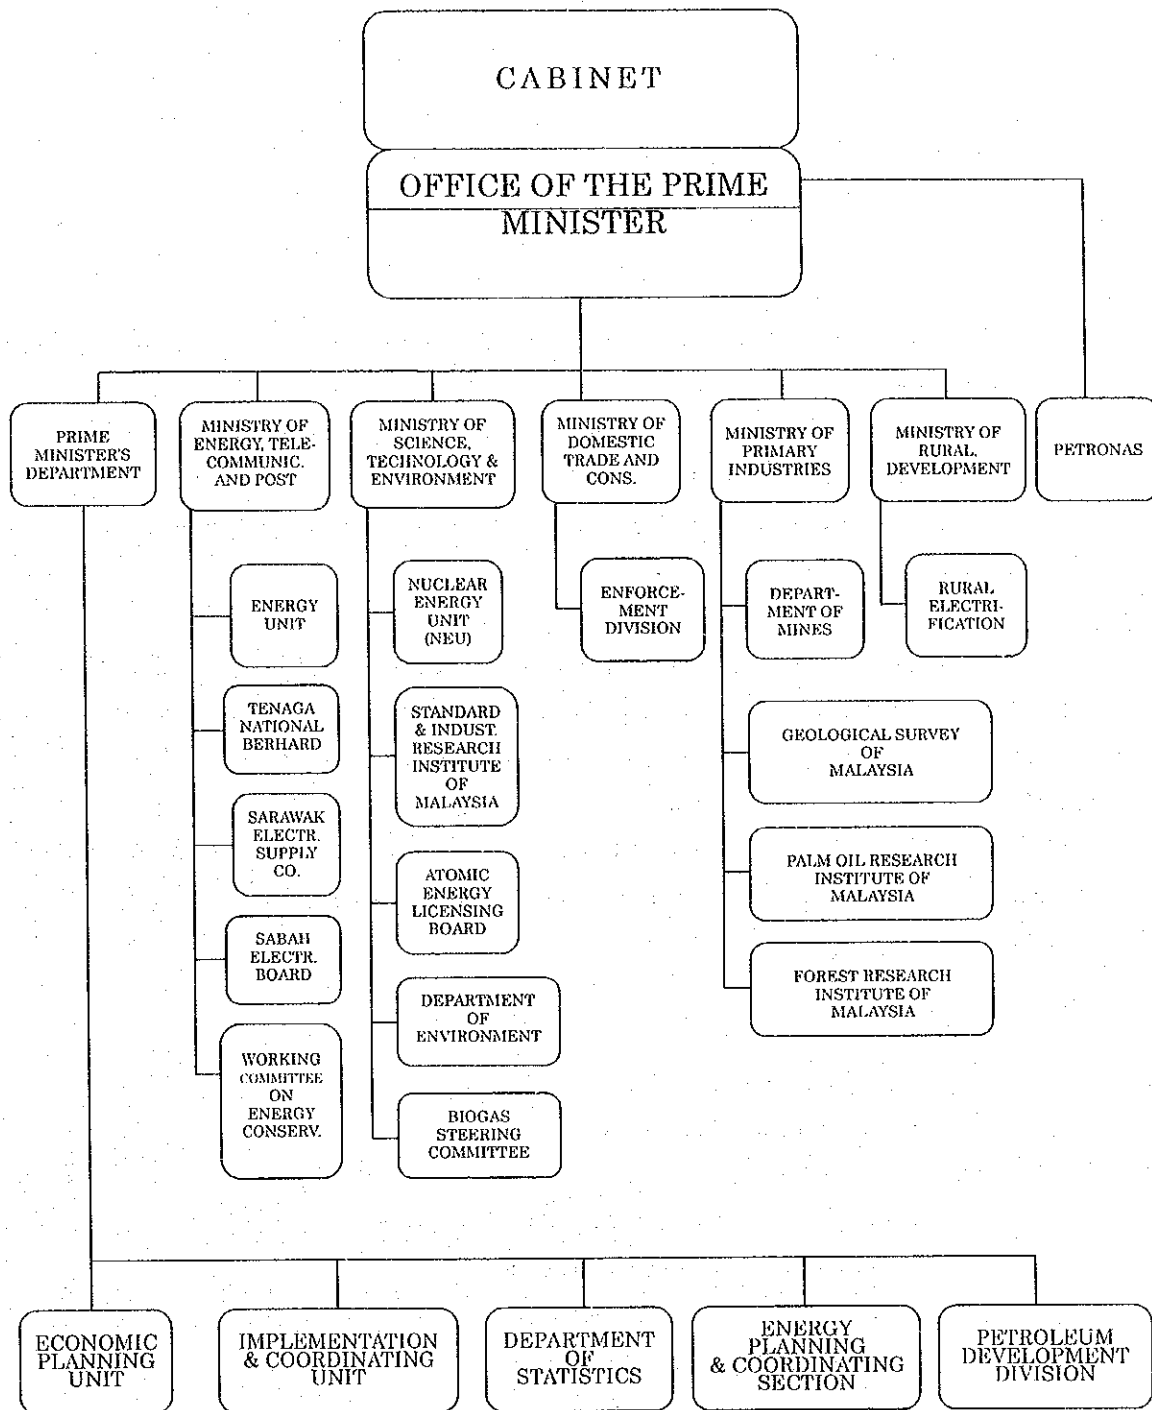 CABINET
OFFICE OF THE PRIME
MINISTER
PRIME
MINISTER'S
DEPARTMENT
MINISTRY OF
ENERGY, TELE-
COMMUNIC.
AND POST
MINISTRY OF
SCIENCE,
TECHNOLOGY &
ENVIRONMENT
MINISTRY OF
DOMESTIC
TRADE AND
CONS.
MINISTRY OF
PRIMARY
INDUSTRIES
MINISTRY OF
RURAL,
DEVELOPMENT
PETRONAS
ENERGY
UNIT
TENAGA
NATIONAL
BERHARD
SARAWAK
ELECTR.
SUPPLY
CO.
SABAH
ELECTR.
BOARD
WORKING
COMMITTEE
ON
ENERGY
CONSERV.
NUCLEAR
ENERGY
UNIT
(NEU)
STANDARD
& INDUST.
RESEARCH
INSTITUTE
OF
MALAYSIA
ATOMIC
ENERGY
LICENSING
BOARD
DEPARTMENT
OF
ENVIRONMENT
BIOGAS
STEERING
COMMITTEE
ENFORCE-
MENT
DIVISION
DEPART-
MENT OF
MINES
GEOLOGICAL SURVEY
OF
MALAYSIA
PALM OIL RESEARCH
INSTITUTE OF
MALAYSIA
FOREST RESEARCH
INSTITUTE OF
MALAYSIA
RURAL
ELECTRI-
FICATION
ECONOMIC
PLANNING
UNIT
IMPLEMENTATION
& COORDINATING
UNIT
DEPARTMENT
OF
STATISTICS
ENERGY
PLANNING
& COORDINATING
SECTION
PETROLEUM
DEVELOPMENT
DIVISION